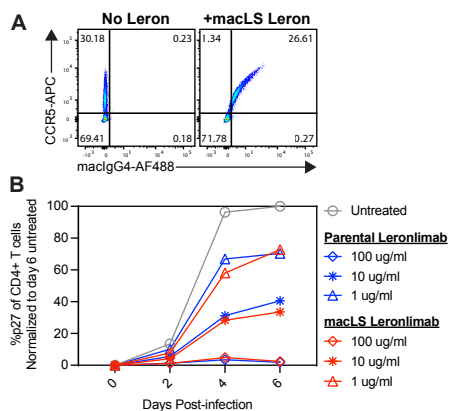 A
No Leron
+macLS Leron
30.18
0.23
1.34
26.61
69.41
0.18
71.78
0.27
CCR5-APC
macIgG4-AF488
B
%p27 of CD4+ T cells
Normalized to day 6 untreated
100
80
60
40
20
0
0
2
4
6
Days Post-infection
Untreated
Parental Leronlimab
100 ug/ml
10 ug/ml
1 ug/ml
macLS Leronlimab
100 ug/ml
10 ug/ml
1 ug/ml